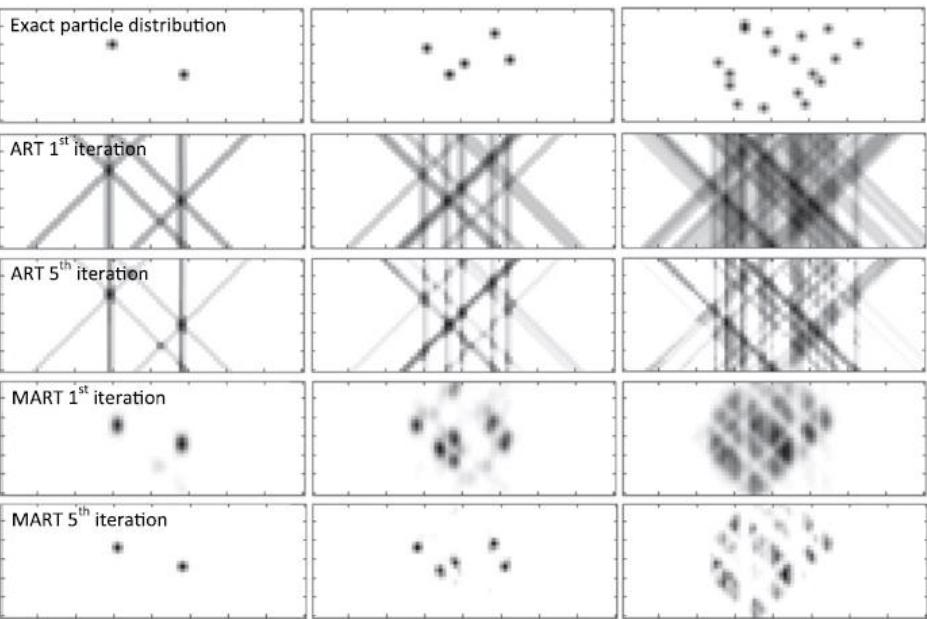 Exact particle distribution
ART 1st iteration
ART 5th iteration
MART 1st iteration
MART 5th iteration